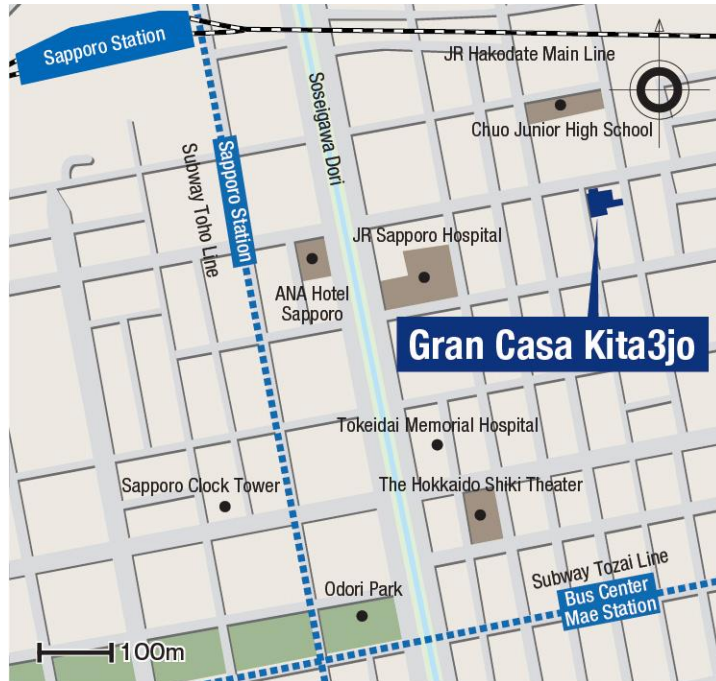 Sapporo Station
JR Hakodate Main Line
Soseigawa Dori
Chuo Junior High School
Subway Toho Line
Sapporo Station
JR Sapporo Hospital
ANA Hotel
Sapporo
Gran Casa Kita3jo
Tokeidai Memorial Hospital
Sapporo Clock Tower
The Hokkaido Shiki Theater
Subway Tozai Line
Odori Park
Bus Center
Mae Station
100m